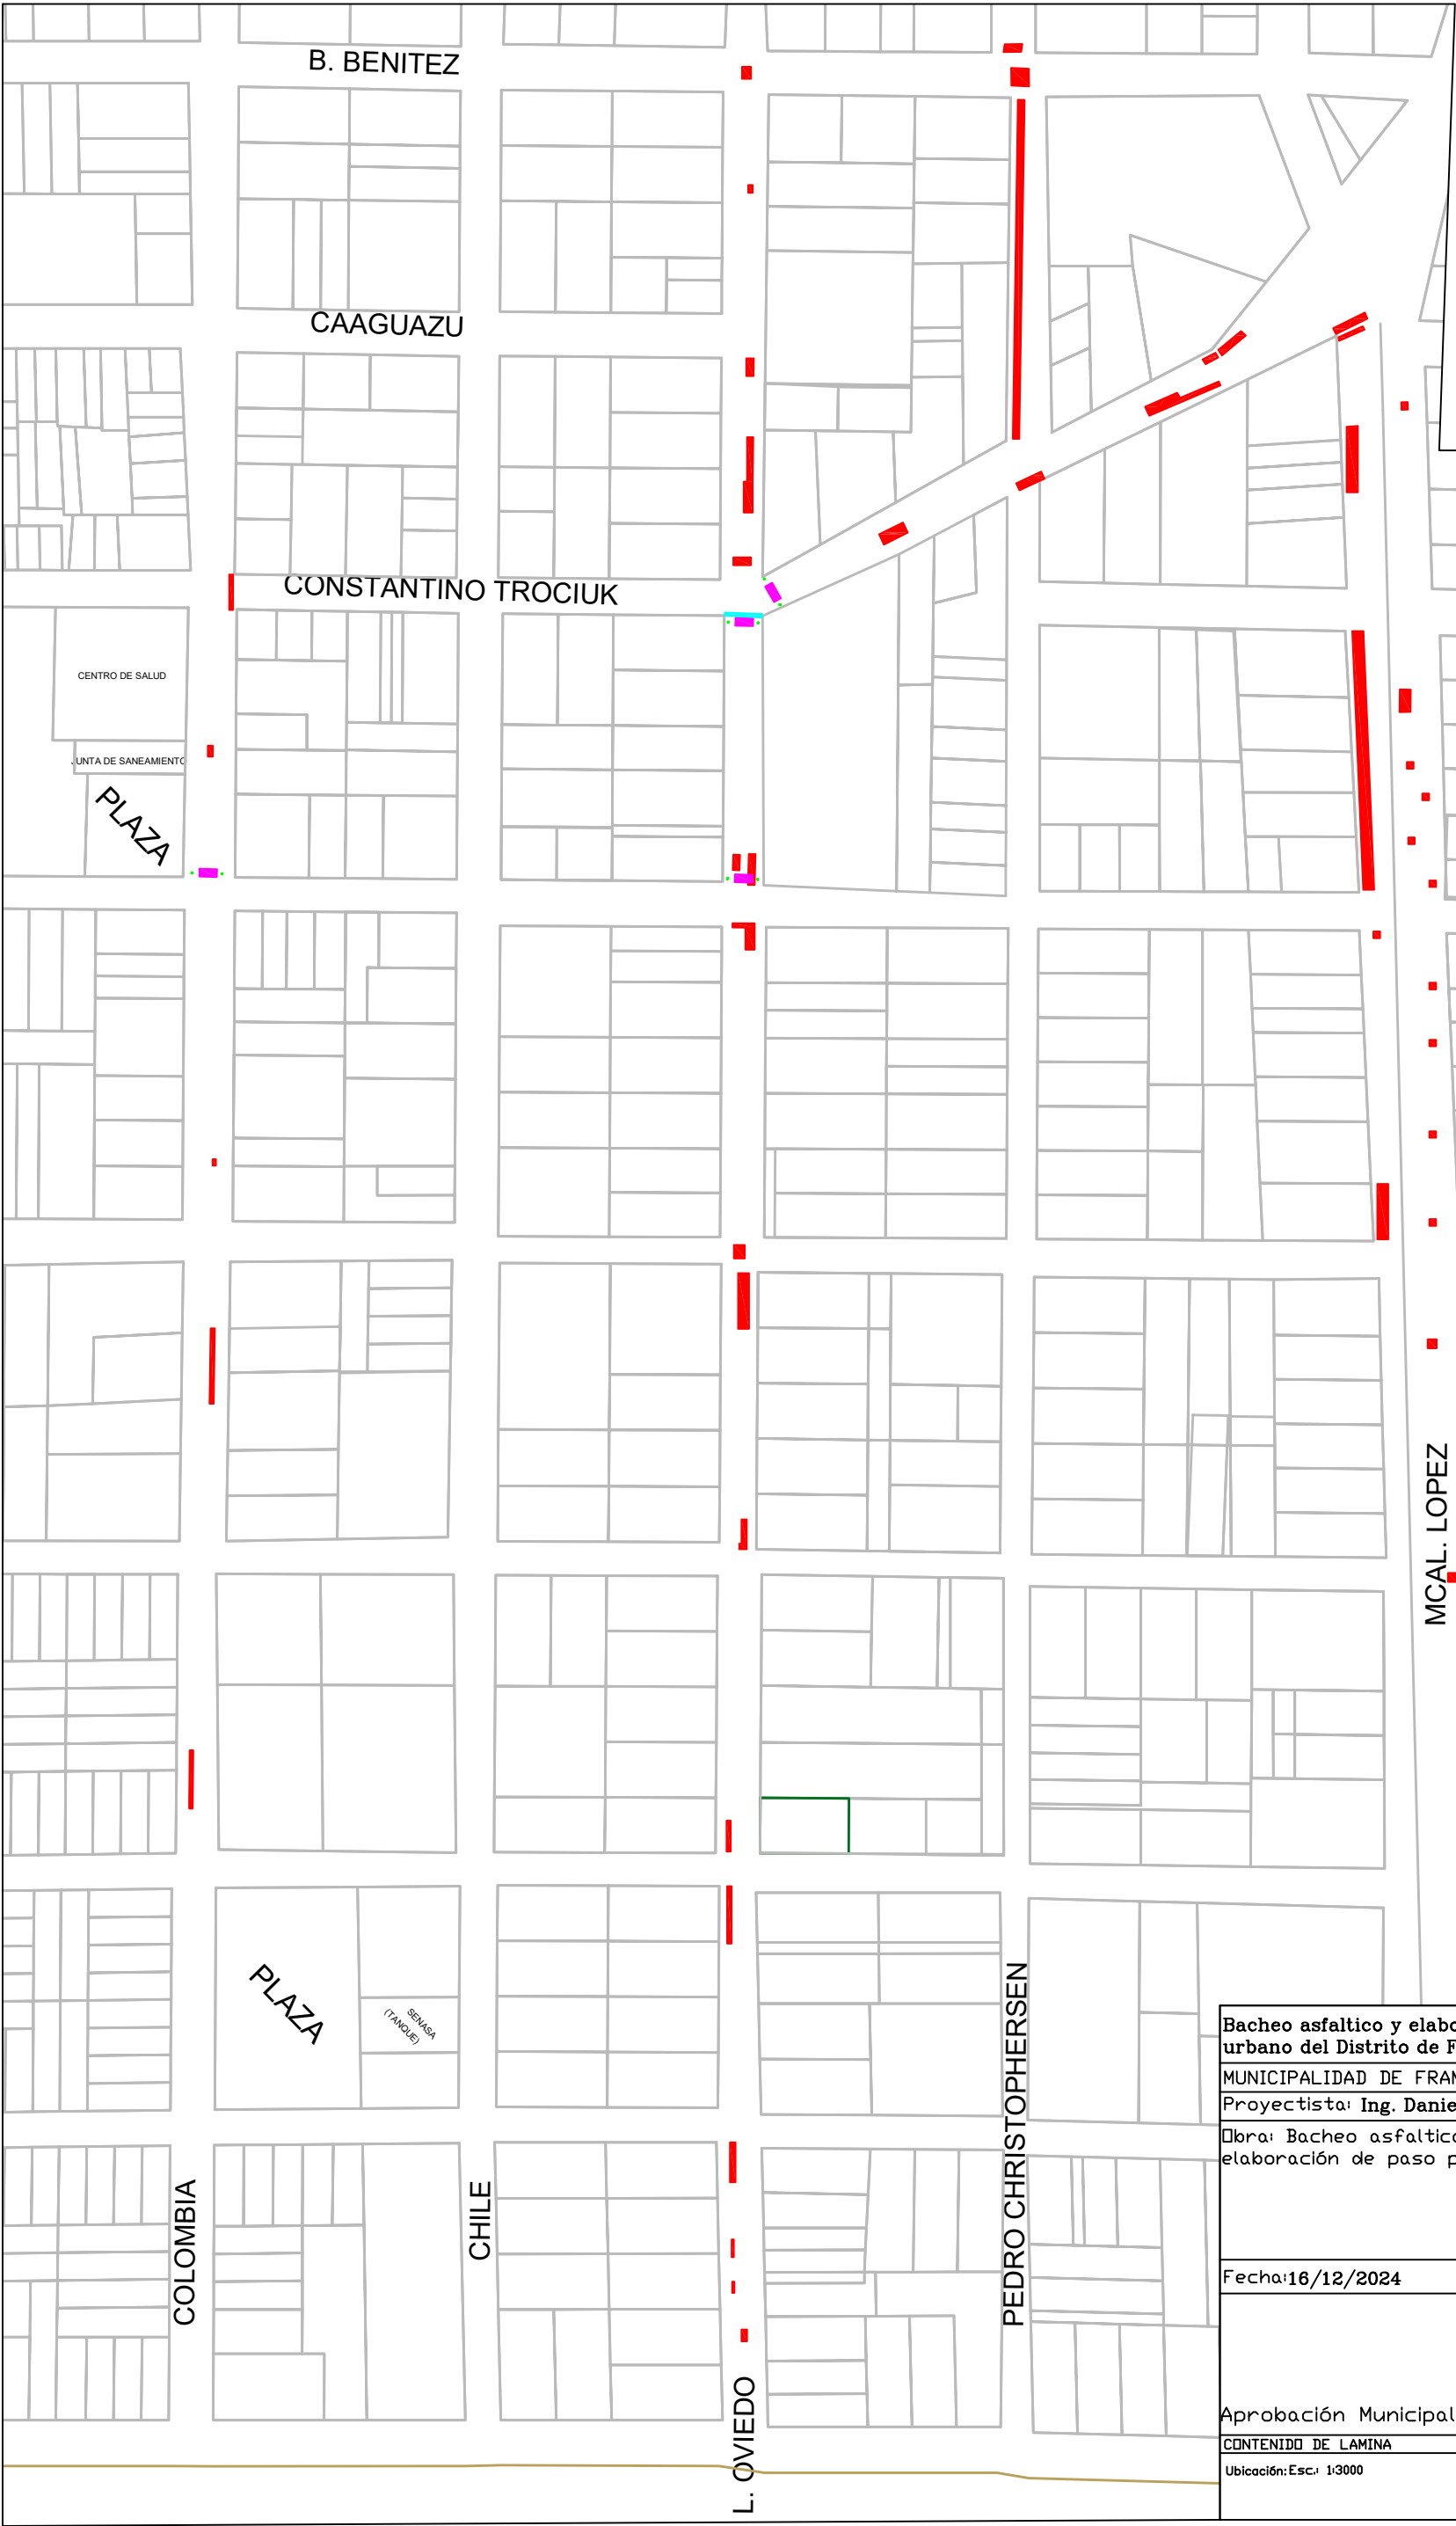 B. BENITEZ
CAAGUAZU
CONSTANTINO TROCIUK
CENTRO DE SALUD
JUNTA DE SANEAMIENTO
PLAZA
MCAL. LOPEZ
PLAZA
SENASA
(TANQUE)
PEDRO CHRISTOPHERSEN
COLOMBIA
CHILE
L. OVIEDO
Bacheo asfaltico y elabo
urbano del Distrito de F
MUNICIPALIDAD DE FRAM
Proyectista: Ing. Danie
Obra: Bacheo asfaltico
elaboración de paso p
Fecha:16/12/2024
Aprobación Municipal
CONTENIDO DE LAMINA
Ubicación: Esc.: 1:3000